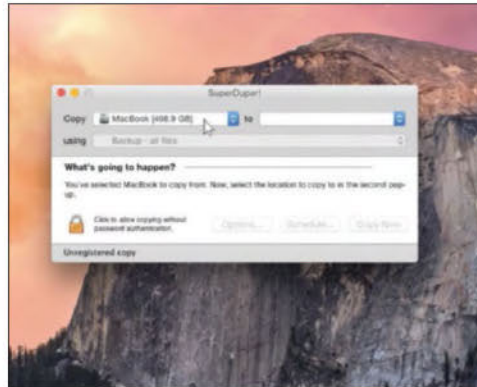 SuperDuper!
Copy MacBook (498.9 GB) to
using Backup - all files
What's going to happen?
You've selected MacBook to copy from. Now, select the location to copy to in the second pop-
up.
Click to allow copying without
password authentication.
Options... Schedule... Copy Now
Unregistered copy